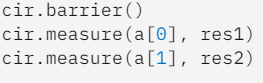 cir.barrier()
cir.measure(a[0], res1)
cir.measure(a[1], res2)